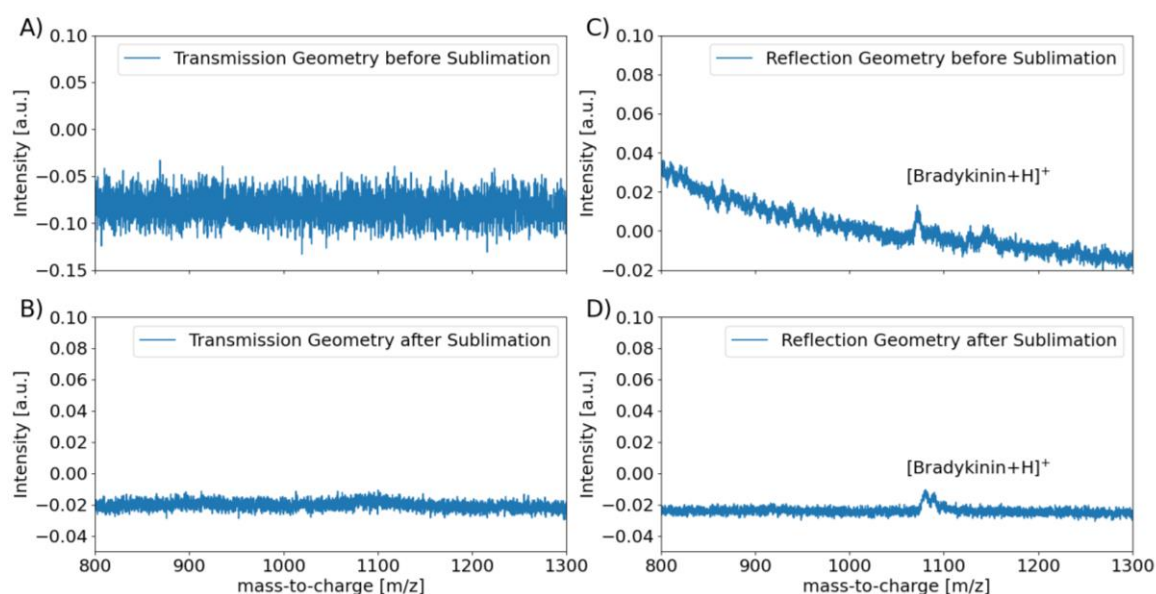 A)
0.10
Transmission Geometry before Sublimation
0.05
0.00
−0.05
−0.10
−0.15
Intensity [a.u.]
C)
0.10
Reflection Geometry before Sublimation
0.08
0.06
0.04
0.02
0.00
−0.02
Intensity [a.u.]
[Bradykinin+H]⁺
B)
0.10
Transmission Geometry after Sublimation
0.08
0.06
0.04
0.02
0.00
−0.02
−0.04
Intensity [a.u.]
800 900 1000 1100 1200 1300
mass-to-charge [m/z]
D)
0.10
Reflection Geometry after Sublimation
0.08
0.06
0.04
0.02
0.00
−0.02
−0.04
Intensity [a.u.]
[Bradykinin+H]⁺
800 900 1000 1100 1200 1300
mass-to-charge [m/z]